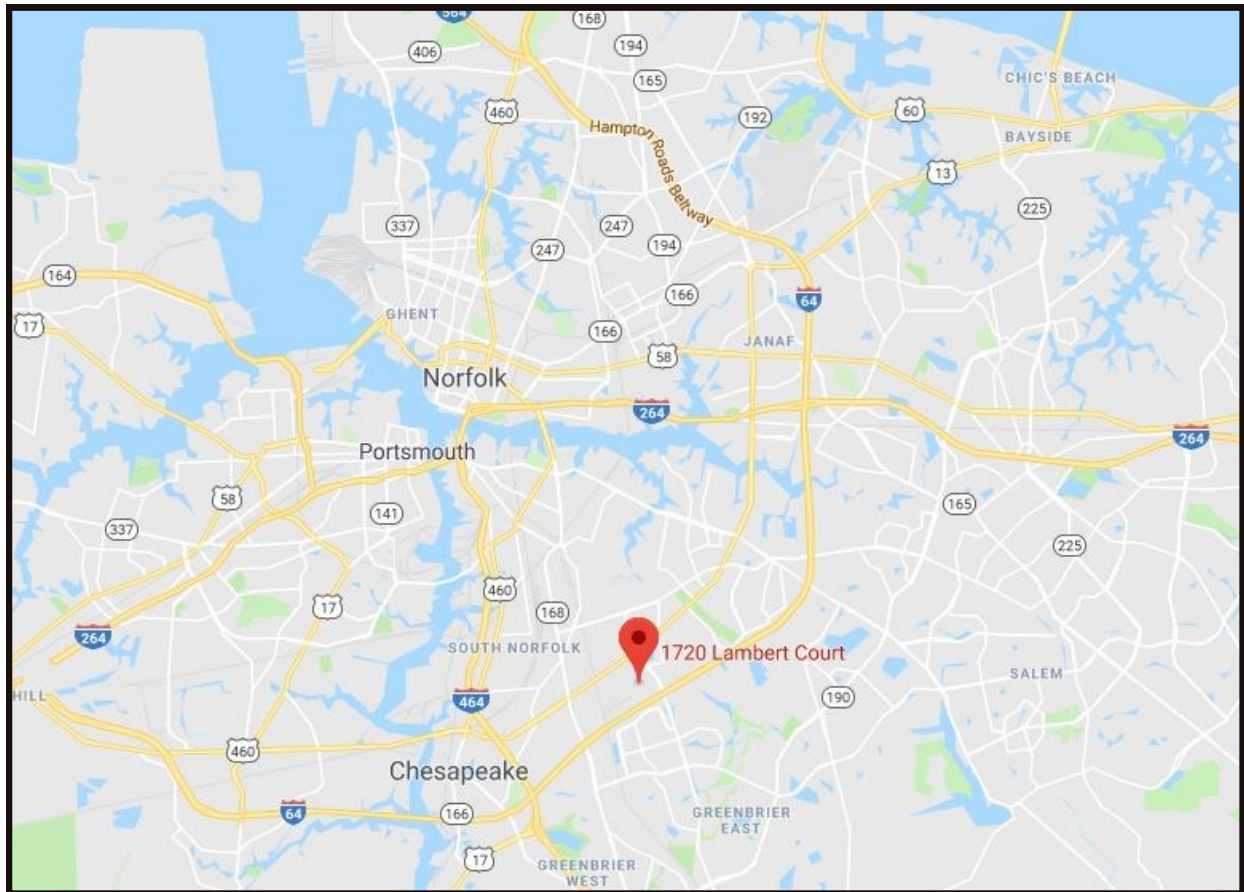 564
168
194
406
165
CHIC'S BEACH
460
192
60
Hampton Roads Beltway
BAYSIDE
13
225
337
247
247
194
164
166
64
17
GHENT
166
JANAF
58
Norfolk
264
264
Portsmouth
58
165
141
337
225
460
17
168
264
SOUTH NORFOLK
1720 Lambert Court
SALEM
HILL
464
190
460
Chesapeake
64
166
GREENBRIER
EAST
17
GREENBRIER
WEST